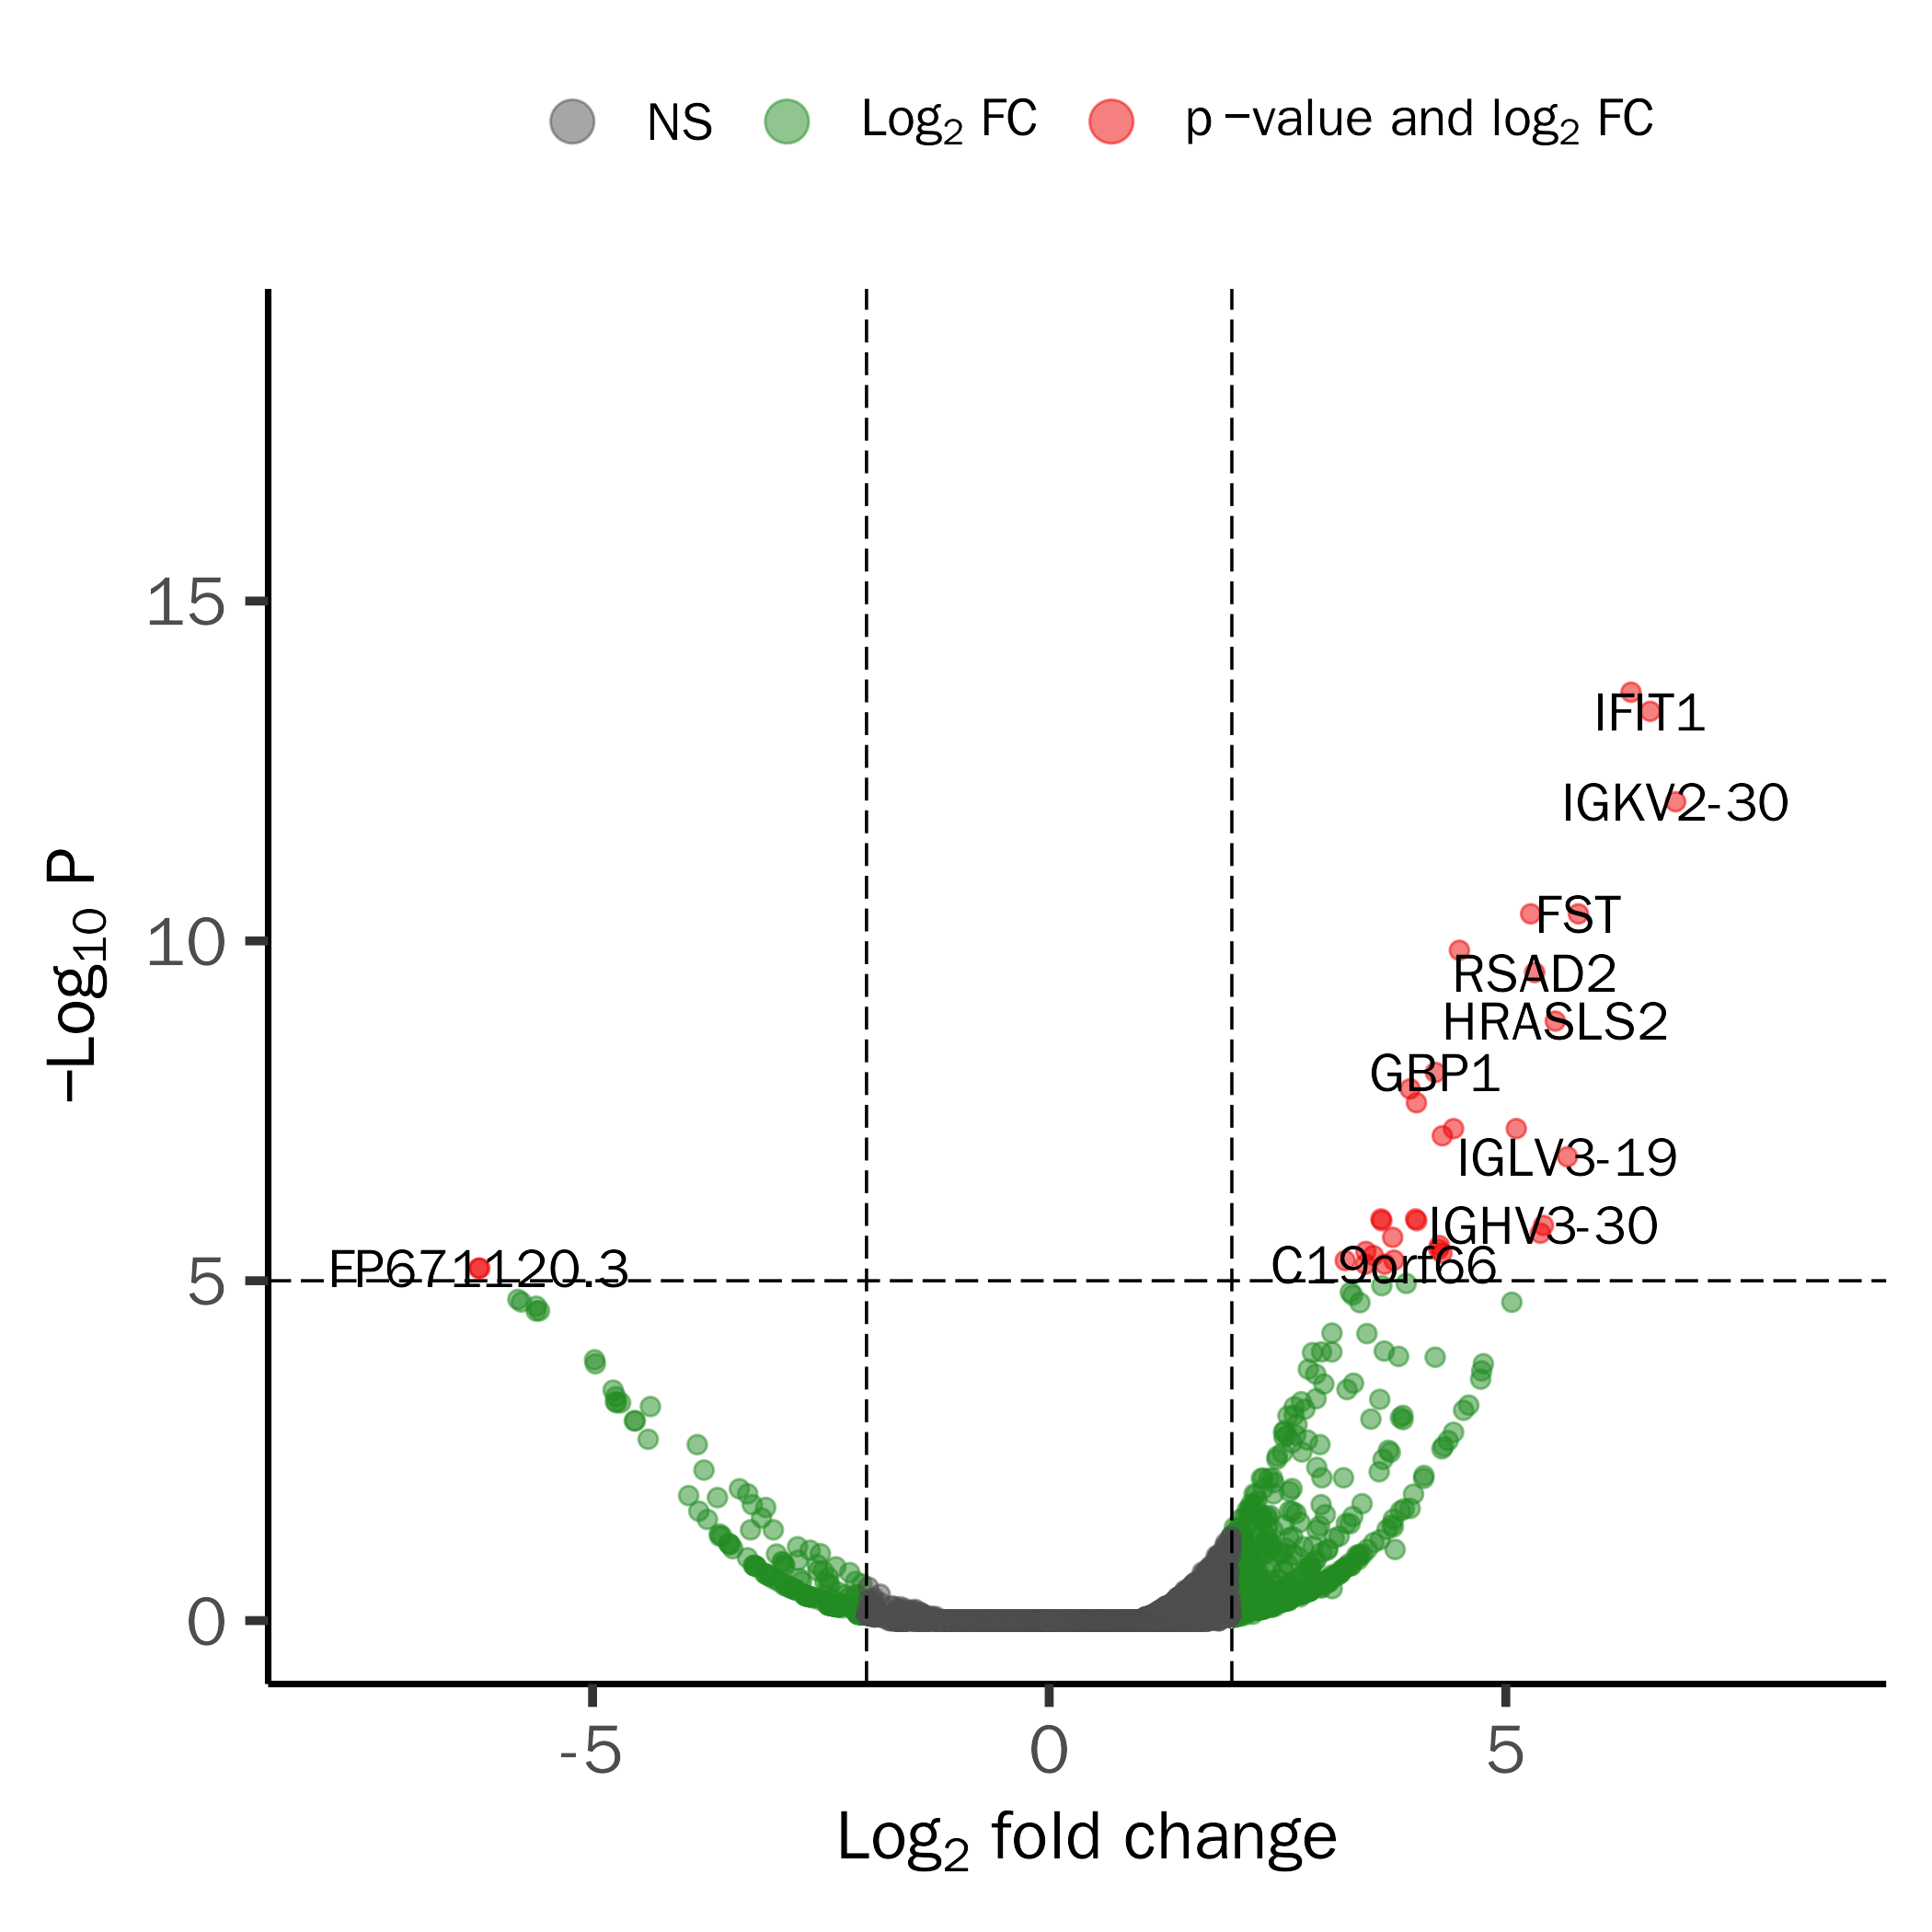 NS Log₂ FC p −value and log₂ FC
−Log₁₀ P
15
10
5
0
IFIT1
IGKV2-30
FST
RSAD2
HRASLS2
GBP1
IGLV3-19
IGHV3-30
C19orf66
FP671120.3
-5 0 5
Log₂ fold change